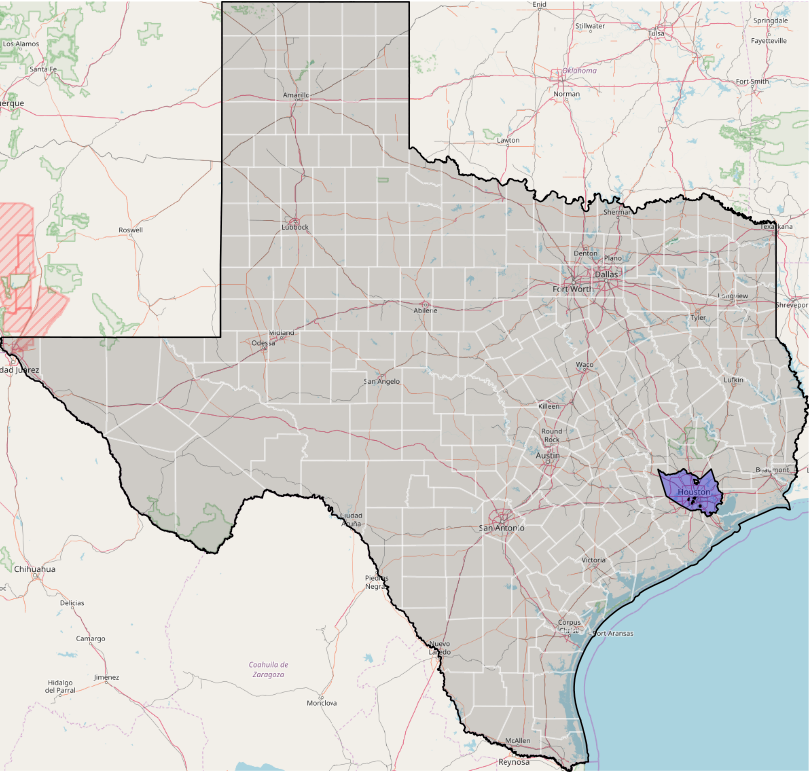 Enid
Stillwater
Tulsa
Springdale
Fayetteville
Los Alamos
Santa Fe
Oklahoma
Fort Smith
Norman
Amarillo
erque
Lawton
Roswell
Lubbock
Sherman
Texarkana
Denton
Plano
Dallas
Fort Worth
Longview
Shrevepor
Abilene
Tyler
Midland
Odessa
dad Juárez
San Angelo
Waco
Lufkin
Killeen
Round
Rock
Austin
Beaumont
Houston
Ciudad
Acuña
San Antonio
Victoria
Chihuahua
Piedras
Negras
Delicias
Corpus
Christi
Port Aransas
Camargo
Nuevo
Laredo
Coahuila de
Zaragoza
Jiménez
Hidalgo
del Parral
Monclova
McAllen
Reynosa